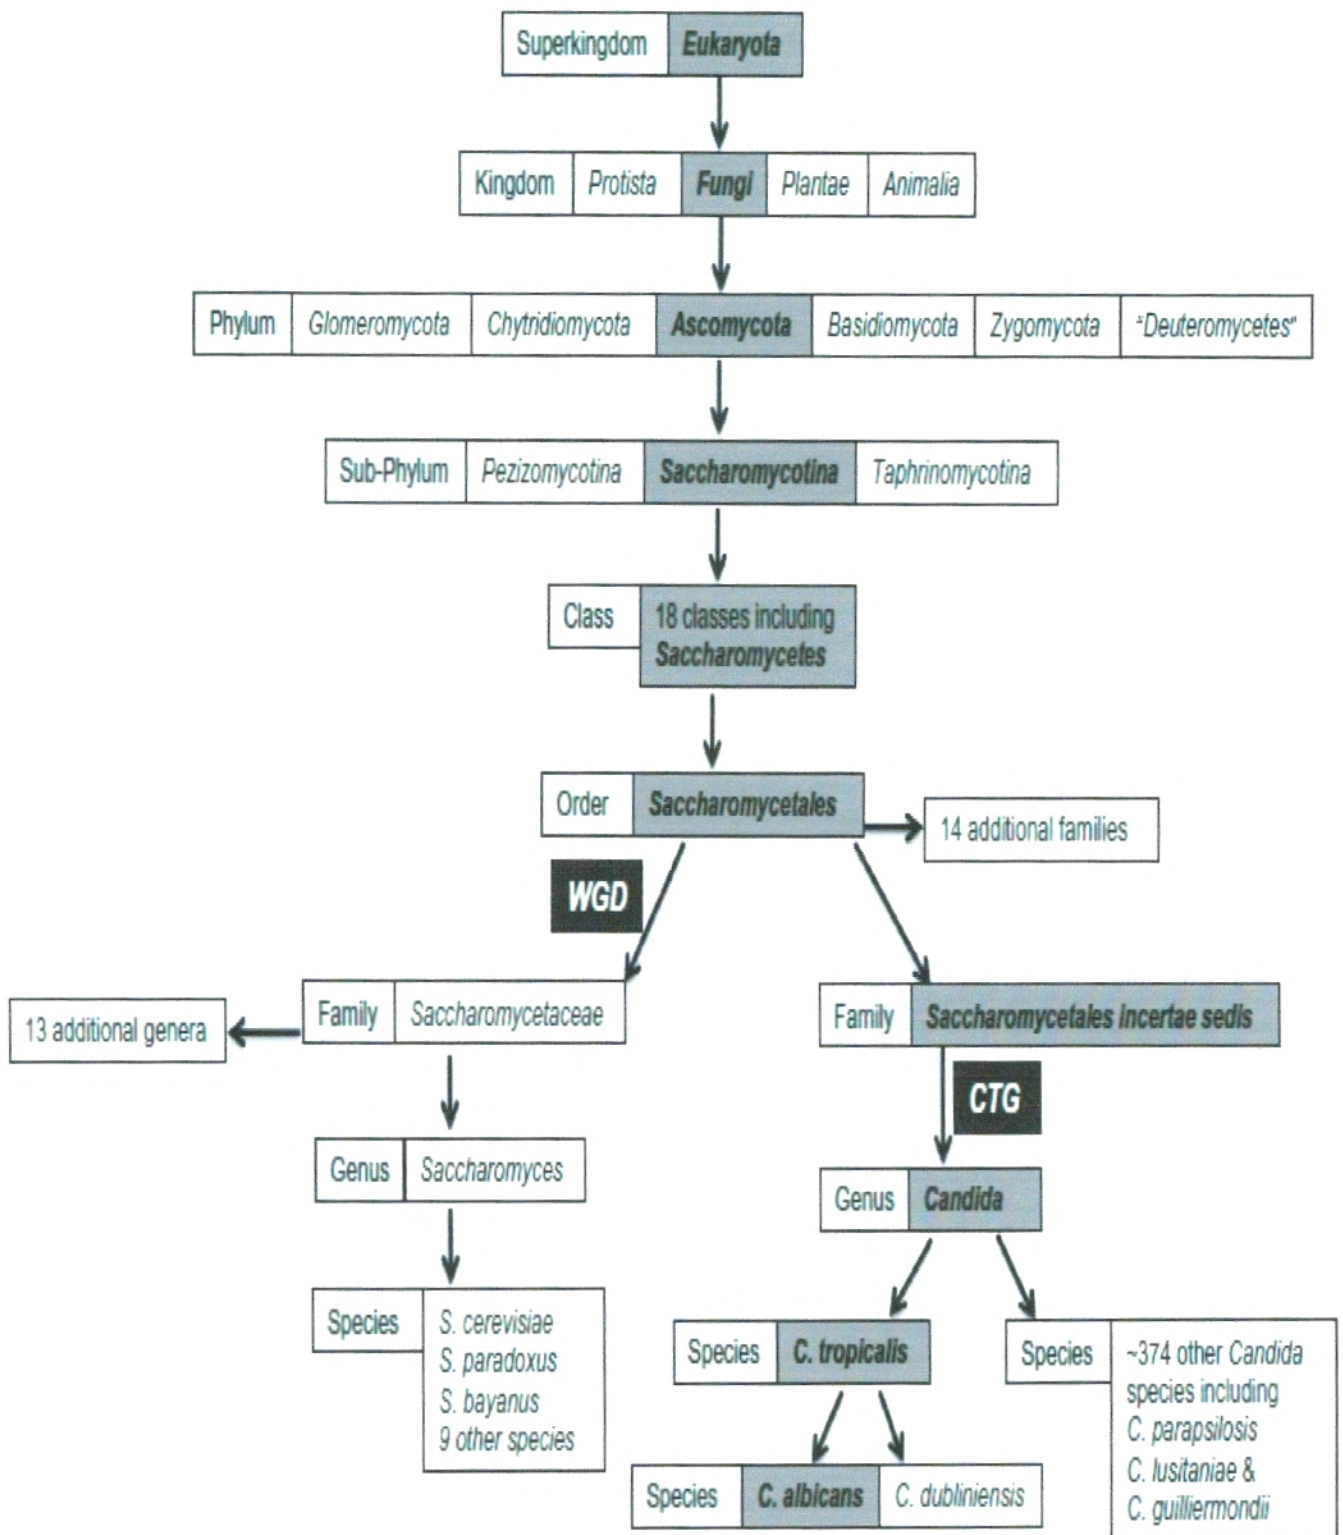 Superkingdom Eukaryota
Kingdom Protista Fungi Plantae Animalia
Phylum Glomeromycota Chytridiomycota Ascomycota Basidiomycota Zygomycota "Deuteromycetes"
Sub-Phylum Pezizomycotina Saccharomycotina Taphrinomycotina
Class 18 classes including
Saccharomycetes
Order Saccharomycetales
14 additional families
WGD
13 additional genera
Family Saccharomycetaceae
Family Saccharomycetales incertae sedis
CTG
Genus Saccharomyces
Genus Candida
Species S. cerevisiae
S. paradoxus
S. bayanus
9 other species
Species C. tropicalis
Species ~374 other Candida
species including
C. parapsilosis
C. lusitaniae &
C. guilliermondii
Species C. albicans C. dubliniensis